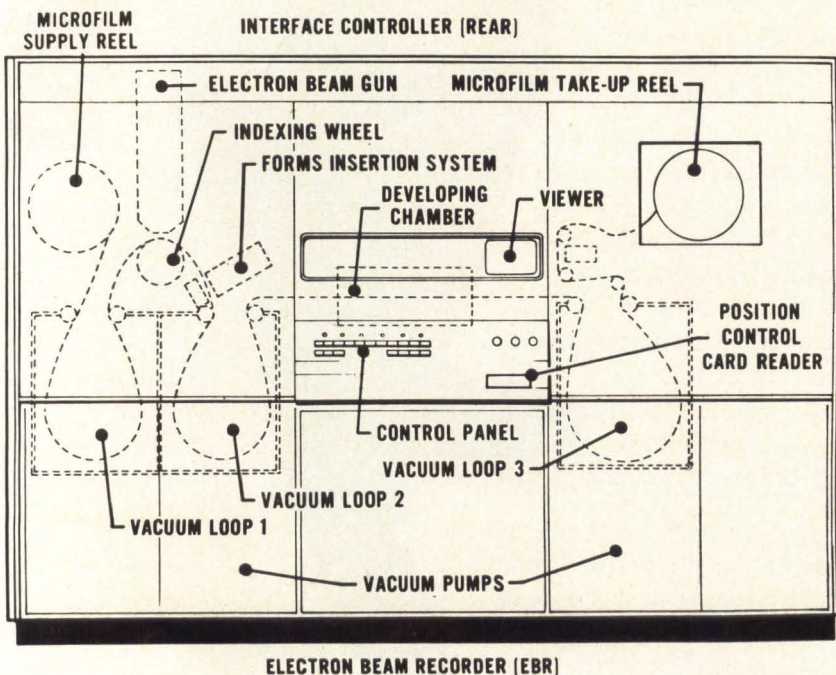 MICROFILM
SUPPLY REEL
INTERFACE CONTROLLER (REAR)
ELECTRON BEAM GUN
MICROFILM TAKE-UP REEL
INDEXING WHEEL
FORMS INSERTION SYSTEM
DEVELOPING
CHAMBER
VIEWER
POSITION
CONTROL
CARD READER
CONTROL PANEL
VACUUM LOOP 3
VACUUM LOOP 2
VACUUM LOOP 1
VACUUM PUMPS
ELECTRON BEAM RECORDER (EBR)